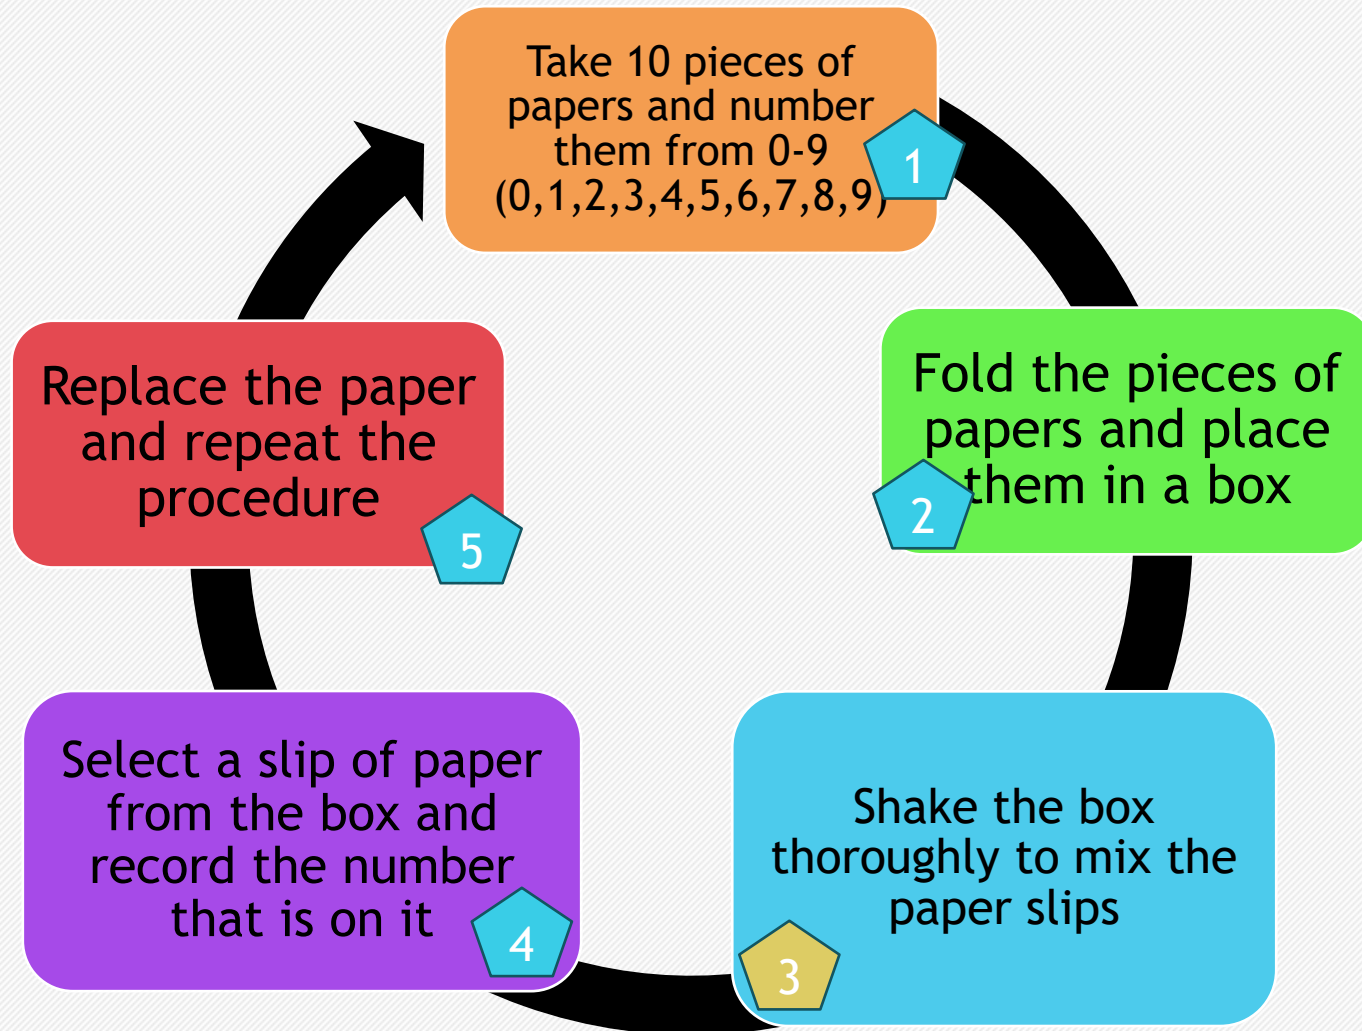 Take 10 pieces of
papers and number
them from 0-9
(0,1,2,3,4,5,6,7,8,9)
1
Fold the pieces of
papers and place
them in a box
2
Shake the box
thoroughly to mix the
paper slips
3
Select a slip of paper
from the box and
record the number
that is on it
4
Replace the paper
and repeat the
procedure
5